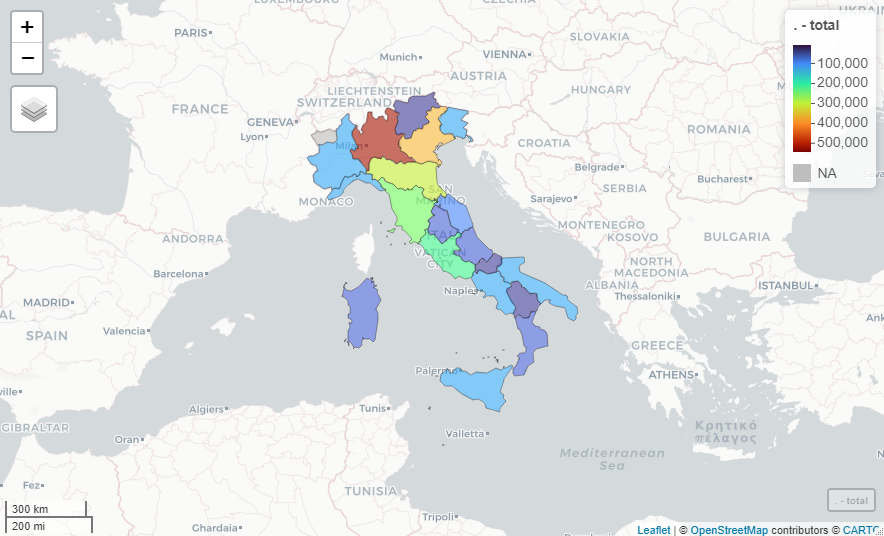 +
−
LUXEMBOURG
PARIS
Munich
VIENNA
SLOVAKIA
UKRAIN
LIECHTENSTEIN
SWITZERLAND
AUSTRIA
HUNGARY
FRANCE
GENEVA
Lyon
Milan
ROMANIA
CROATIA
Belgrade
Bucharest
SERBIA
SAN
MARINO
MONACO
Sarajevo
MONTENEGRO
KOSOVO
BULGARIA
ANDORRA
ITALY
VATICAN
CITY
Barcelona
NORTH
MACEDONIA
ALBANIA
Thessaloniki
ISTANBUL
Naples
MADRID
Valencia
SPAIN
GREECE
ATHENS
Palermo
ville
Algiers
Tunis
GIBRALTAR
Oran
Valletta
Κρητικό
πέλαγος
Mediterranean
Sea
Fez
TUNISIA
Tripoli
Ghardaia
. - total
100,000
200,000
300,000
400,000
500,000
NA
. - total
300 km
200 mi
Leaflet | © OpenStreetMap contributors © CARTO